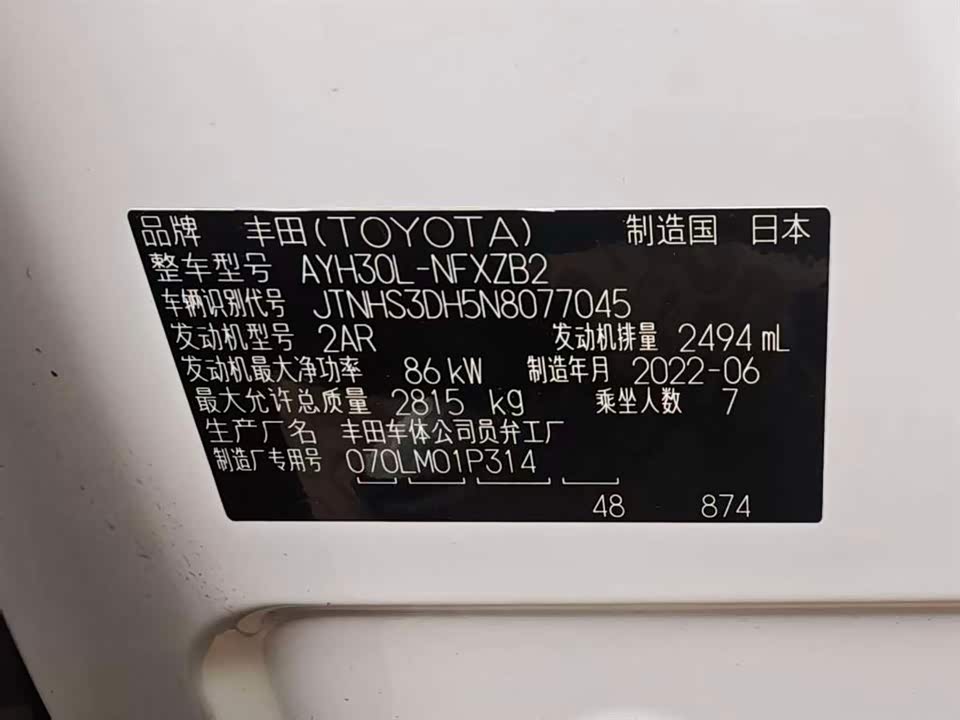 品牌 丰田(TOYOTA) 制造国 日本
整车型号 AYH30L-NFXZB2
车辆识别代号 JTNHS3DH5N8077045
发动机型号 2AR 发动机排量 2494 mL
发动机最大净功率 86 kW 制造年月 2022-06
最大允许总质量 2815 kg 乘坐人数 7
生产厂名 丰田车体公司员弁工厂
制造厂专用号 070LM01P314
48 874